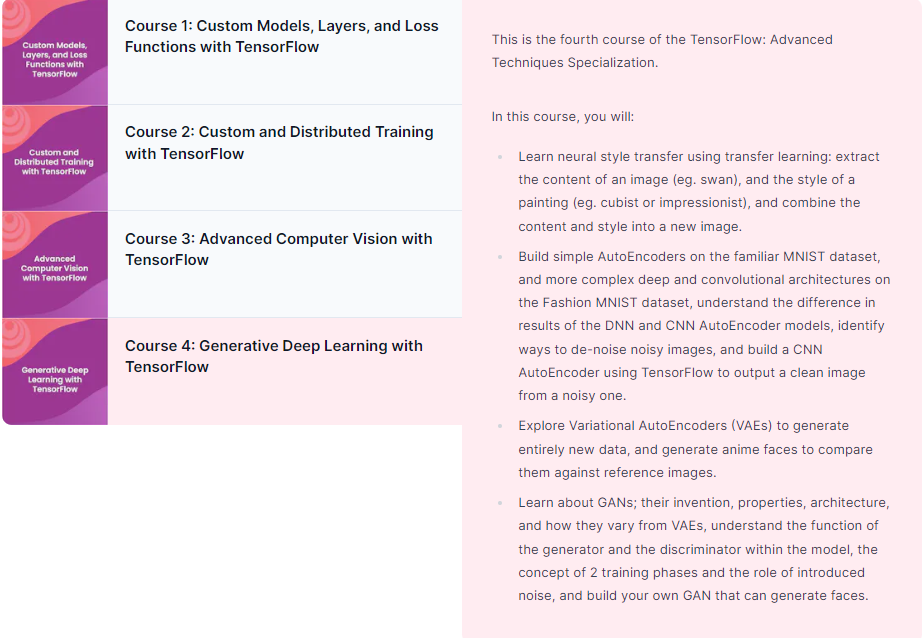 Custom Models,
Layers, and Loss
Functions with
TensorFlow
Course 1: Custom Models, Layers, and Loss
Functions with TensorFlow
Custom and
Distributed Training
with TensorFlow
Course 2: Custom and Distributed Training
with TensorFlow
Advanced
Computer Vision
with TensorFlow
Course 3: Advanced Computer Vision with
TensorFlow
Generative Deep
Learning with
TensorFlow
Course 4: Generative Deep Learning with
TensorFlow
This is the fourth course of the TensorFlow: Advanced
Techniques Specialization.
In this course, you will:
Learn neural style transfer using transfer learning: extract
the content of an image (eg. swan), and the style of a
painting (eg. cubist or impressionist), and combine the
content and style into a new image.
Build simple AutoEncoders on the familiar MNIST dataset,
and more complex deep and convolutional architectures on
the Fashion MNIST dataset, understand the difference in
results of the DNN and CNN AutoEncoder models, identify
ways to de-noise noisy images, and build a CNN
AutoEncoder using TensorFlow to output a clean image
from a noisy one.
Explore Variational AutoEncoders (VAEs) to generate
entirely new data, and generate anime faces to compare
them against reference images.
Learn about GANs; their invention, properties, architecture,
and how they vary from VAEs, understand the function of
the generator and the discriminator within the model, the
concept of 2 training phases and the role of introduced
noise, and build your own GAN that can generate faces.